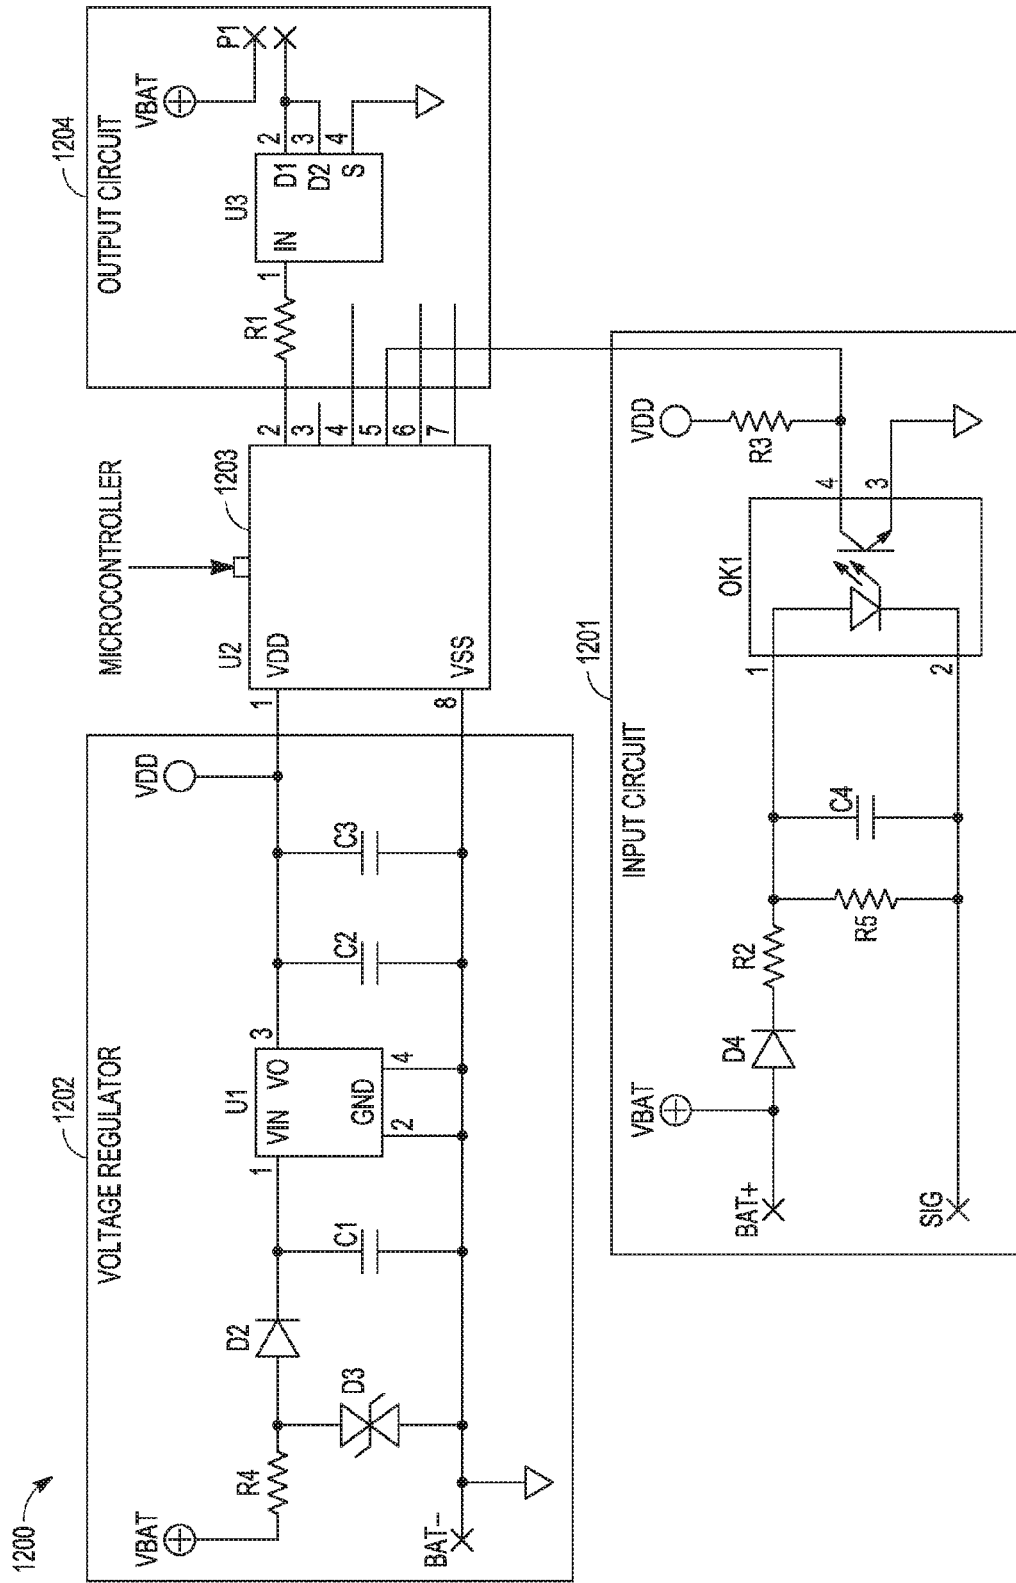 1200
1202
VOLTAGE REGULATOR
VBAT
R4
D2
D3
BAT-
C1
U1
VIN VO
GND
1
3
2
4
C2
C3
VDD
MICROCONTROLLER
1203
U2
VDD
VSS
1
8
2
3
4
5
6
7
1204
OUTPUT CIRCUIT
VBAT
P1
R1
1
U3
IN
D1
D2
S
2
3
4
1201
INPUT CIRCUIT
VBAT
BAT+
D4
R2
R5
C4
SIG
OK1
1
2
4
3
VDD
R3